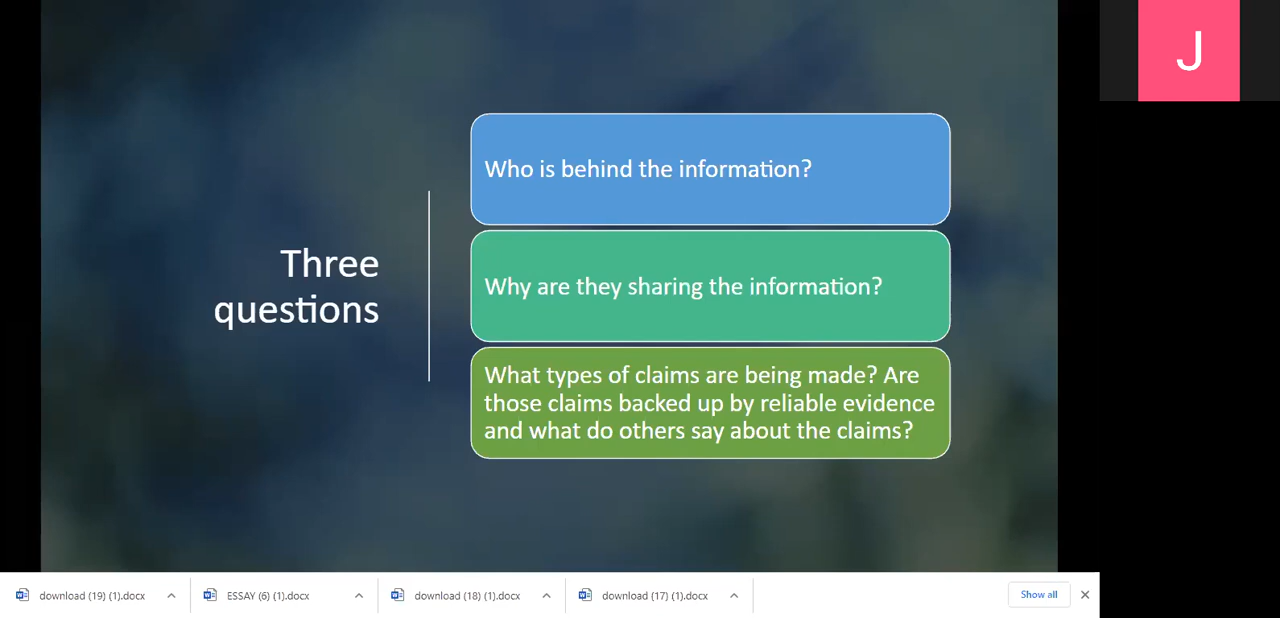 J
Three
questions
Who is behind the information?
Why are they sharing the information?
What types of claims are being made? Are
those claims backed up by reliable evidence
and what do others say about the claims?
download (19) (1).docx
ESSAY (6) (1).docx
download (18) (1).docx
download (17) (1).docx
Show all